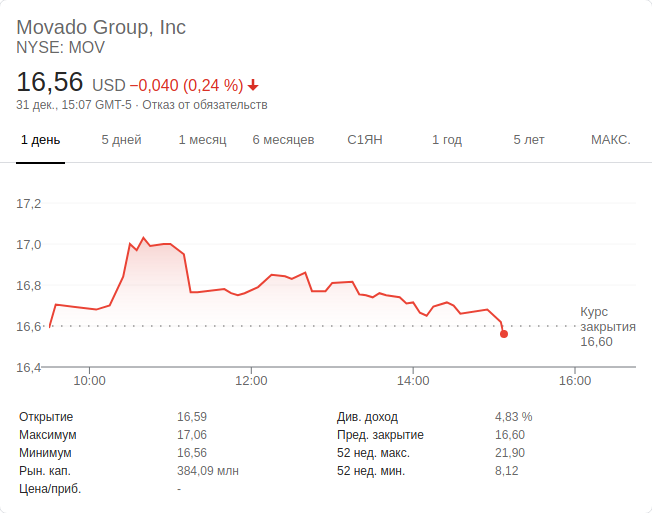 Movado Group, Inc
NYSE: MOV
16,56 USD −0,040 (0,24 %)
31 дек., 15:07 GMT-5 · Отказ от обязательств
1 день 5 дней 1 месяц 6 месяцев С1ЯН 1 год 5 лет МАКС.
17,2
17,0
16,8
16,6
16,4
Курс
закрытия
16,60
10:00 12:00 14:00 16:00
Открытие 16,59 Див. доход 4,83 %
Максимум 17,06 Пред. закрытие 16,60
Минимум 16,56 52 нед. макс. 21,90
Рын. кап. 384,09 млн 52 нед. мин. 8,12
Цена/приб. -